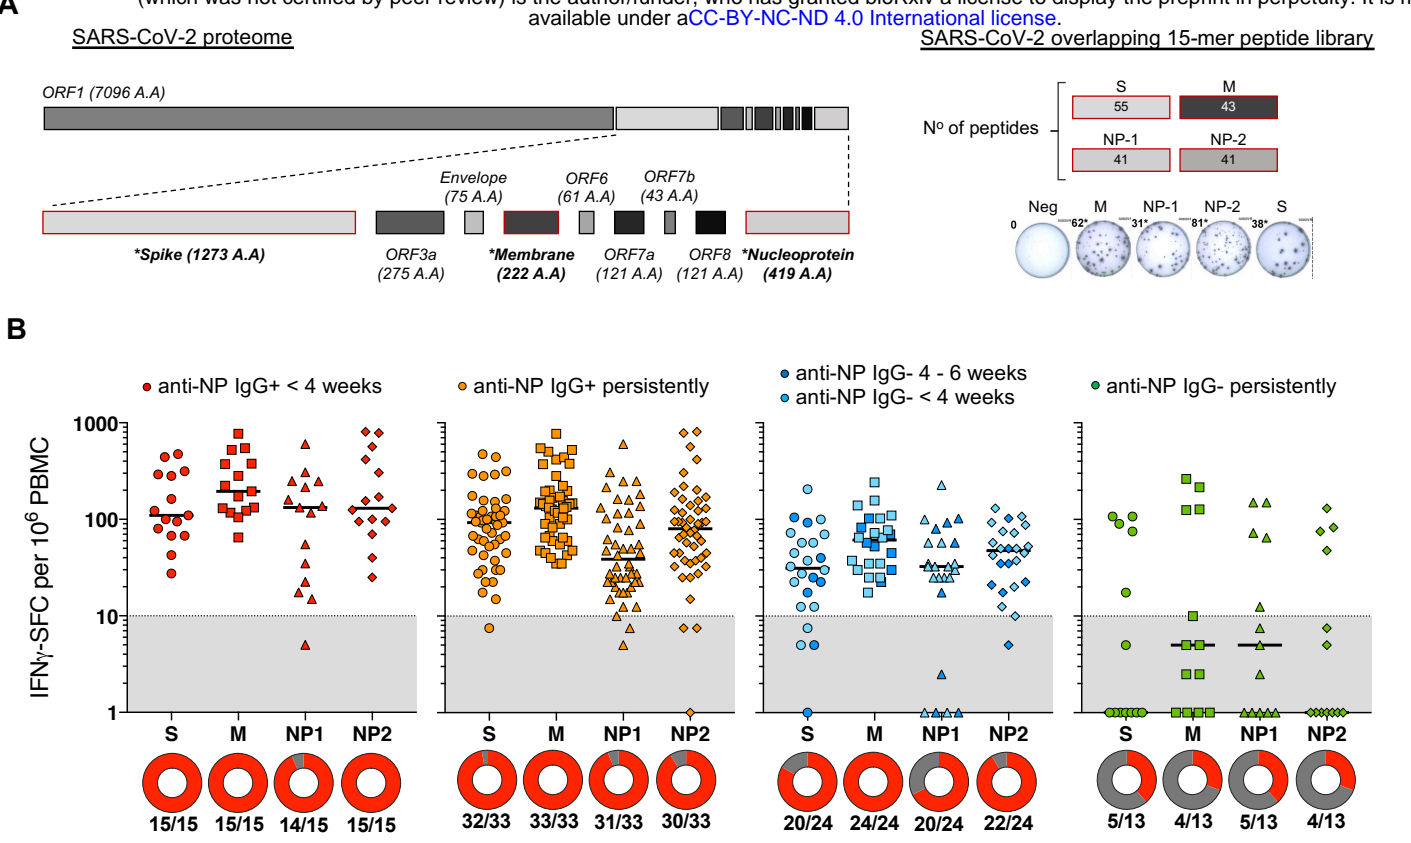 A
(which was not certified by peer review) is the author/funder, who has granted bioRxiv a license to display the preprint in perpetuity. It is
available under aCC-BY-NC-ND 4.0 International license.
SARS-CoV-2 proteome
SARS-CoV-2 overlapping 15-mer peptide library
ORF1 (7096 A.A)
Envelope
(75 A.A)
ORF6
(61 A.A)
ORF7b
(43 A.A)
*Spike (1273 A.A)
ORF3a
(275 A.A)
*Membrane
(222 A.A)
ORF7a
(121 A.A)
ORF8
(121 A.A)
*Nucleoprotein
(419 A.A)
Nº of peptides
S M
55 43
NP-1 NP-2
41 41
Neg M NP-1 NP-2 S
0 62* 31* 81* 38*
B
anti-NP IgG+ < 4 weeks
anti-NP IgG+ persistently
anti-NP IgG- 4 - 6 weeks
anti-NP IgG- < 4 weeks
anti-NP IgG- persistently
IFNγ-SFC per 10⁶ PBMC
1000
100
10
1
S M NP1 NP2
S M NP1 NP2
S M NP1 NP2
S M NP1 NP2
15/15 15/15 14/15 15/15
32/33 33/33 31/33 30/33
20/24 24/24 20/24 22/24
5/13 4/13 5/13 4/13